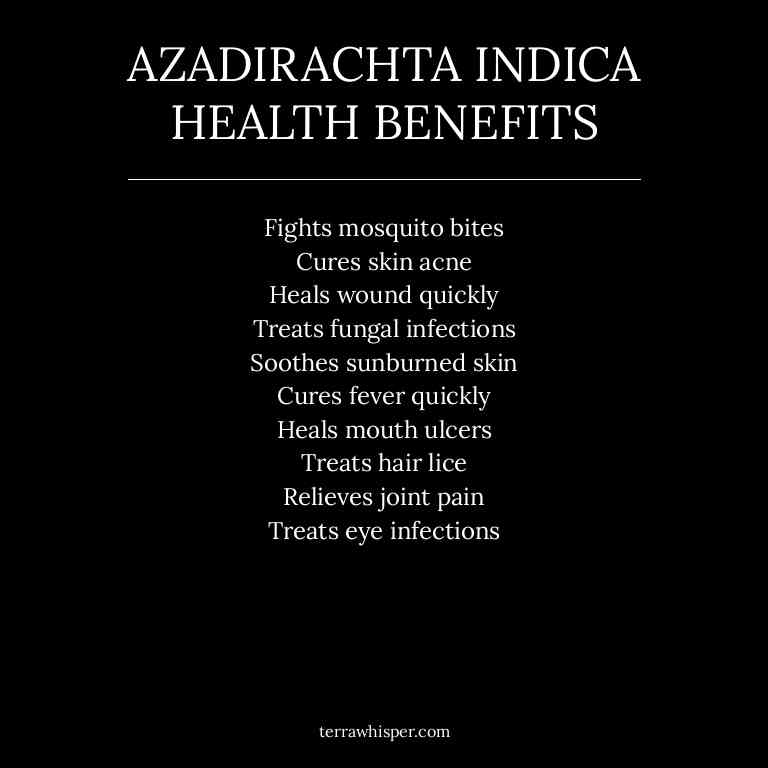 AZADIRACHTA INDICA
HEALTH BENEFITS
Fights mosquito bites
Cures skin acne
Heals wound quickly
Treats fungal infections
Soothes sunburned skin
Cures fever quickly
Heals mouth ulcers
Treats hair lice
Relieves joint pain
Treats eye infections
terrawhisper.com